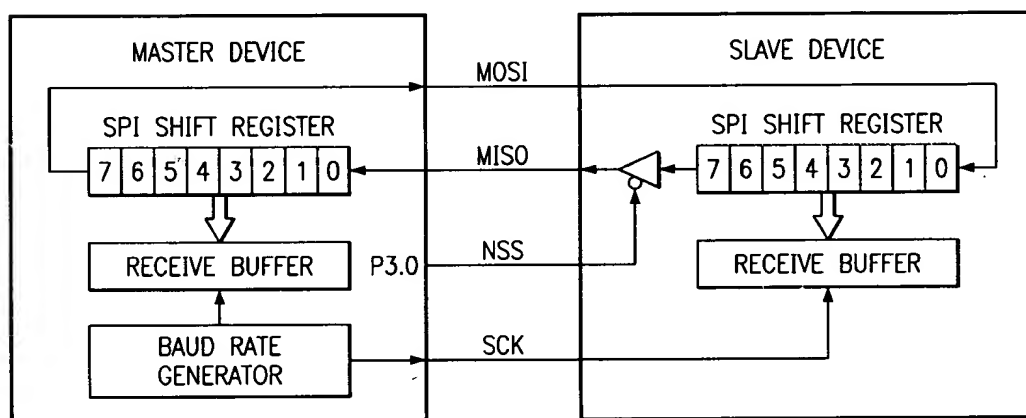 MASTER DEVICE
SLAVE DEVICE
MOSI
SPI SHIFT REGISTER
SPI SHIFT REGISTER
7 6 5 4 3 2 1 0
MISO
7 6 5 4 3 2 1 0
RECEIVE BUFFER
P3.0
NSS
RECEIVE BUFFER
BAUD RATE
GENERATOR
SCK